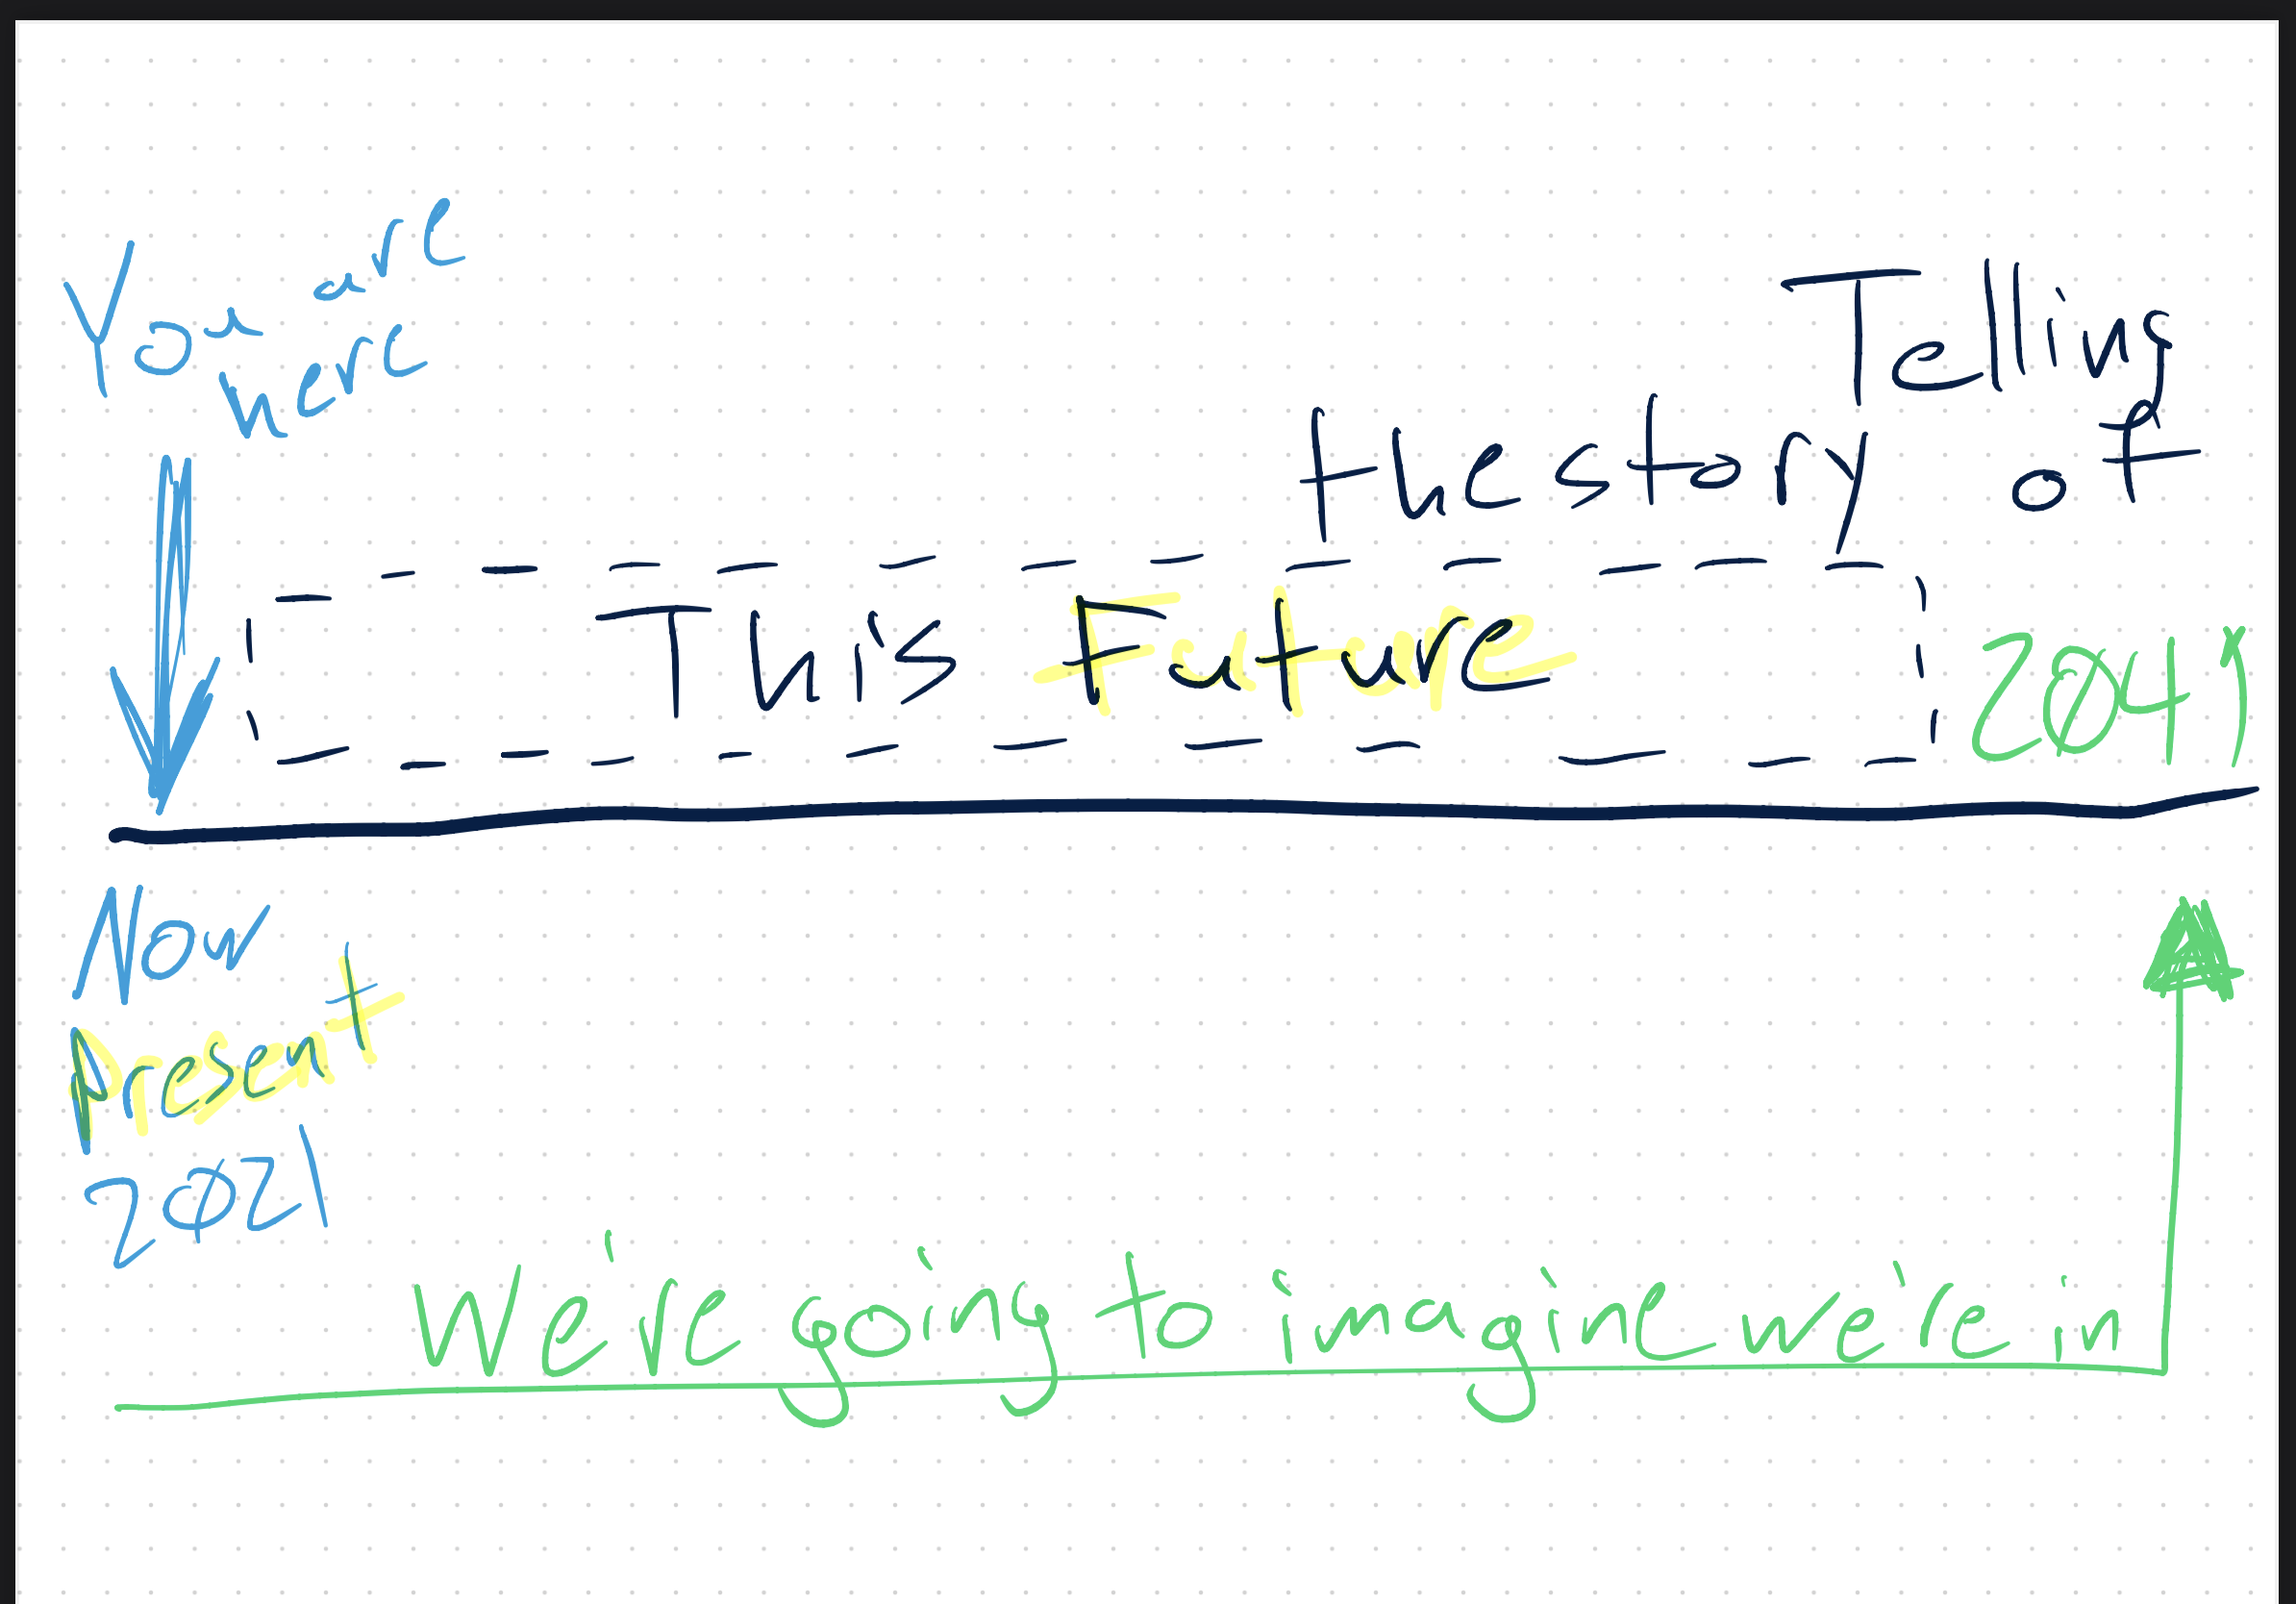 You are
here
Telling
the story of
This Future
2041
Now
Present
2021
We're going to imagine we're in